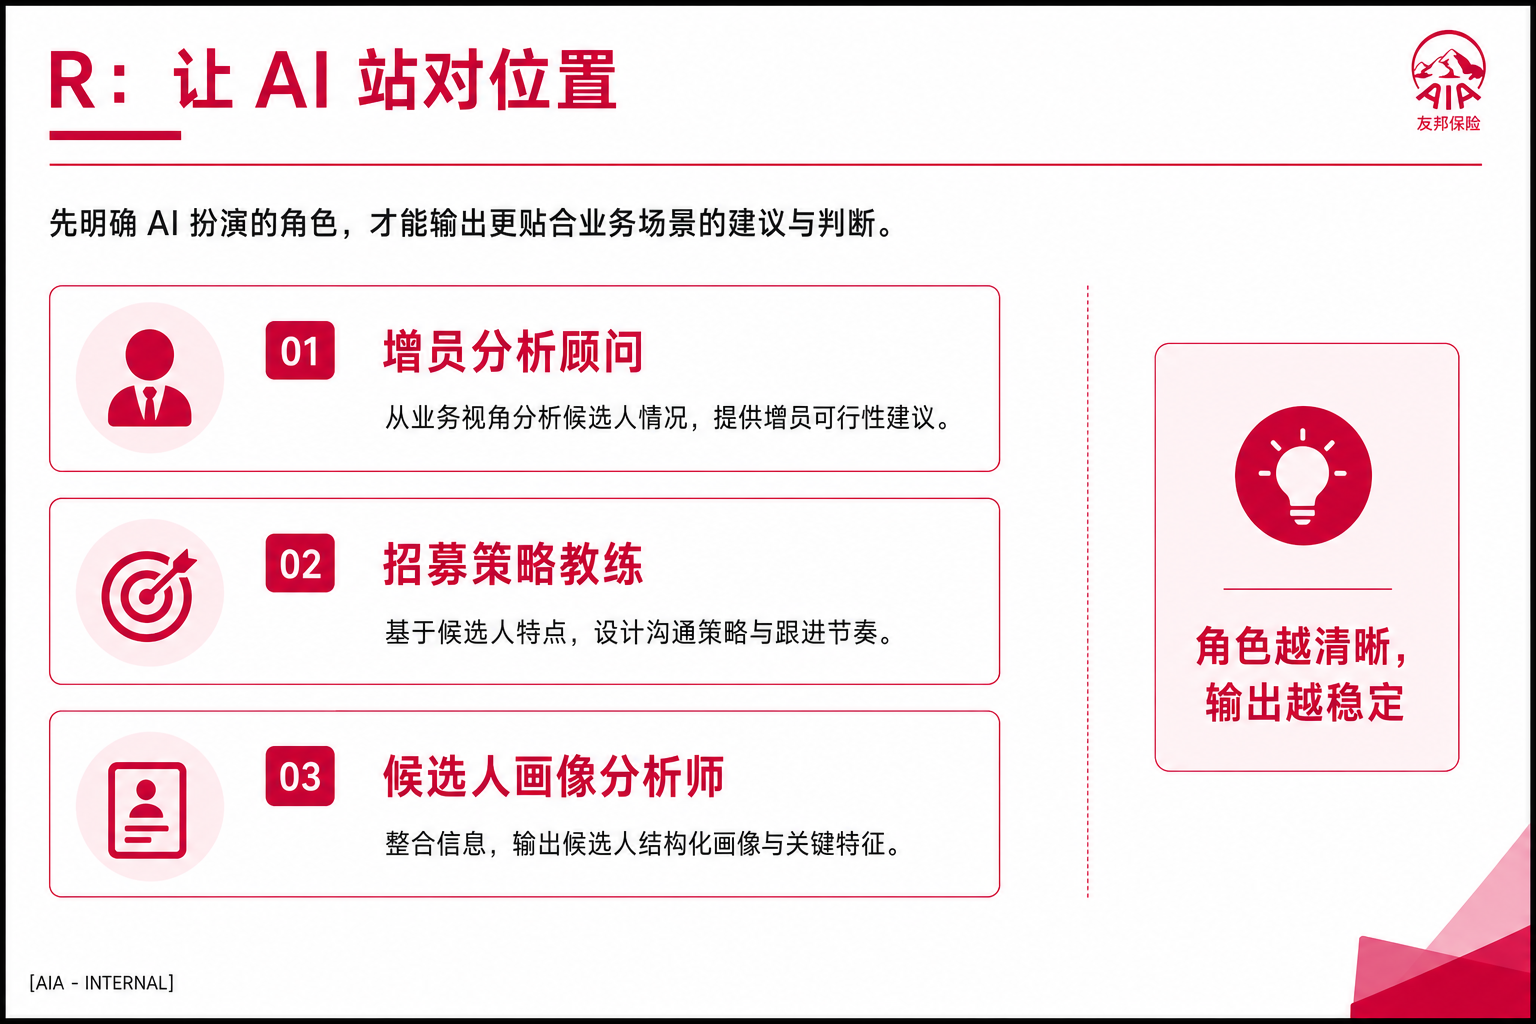 R：让 AI 站对位置
AIA
友邦保险
先明确 AI 扮演的角色，才能输出更贴合业务场景的建议与判断。
01 增员分析顾问
从业务视角分析候选人情况，提供增员可行性建议。
02 招募策略教练
基于候选人特点，设计沟通策略与跟进节奏。
03 候选人画像分析师
整合信息，输出候选人结构化画像与关键特征。
角色越清晰，
输出越稳定
[AIA - INTERNAL]